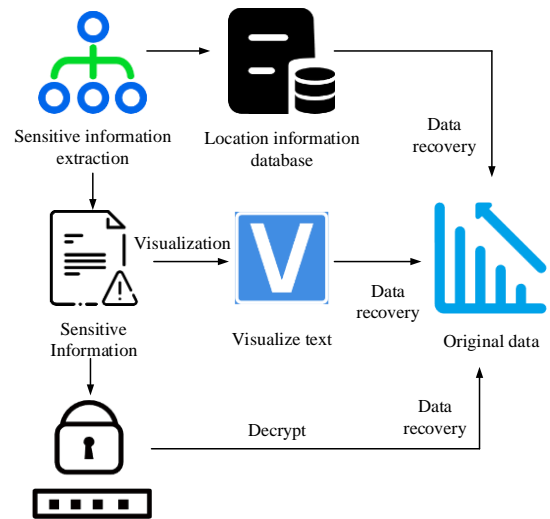 Sensitive information
extraction
Location information
database
Data
recovery
Visualization
V
Data
recovery
Sensitive
Information
Visualize text
Original data
Decrypt
Data
recovery